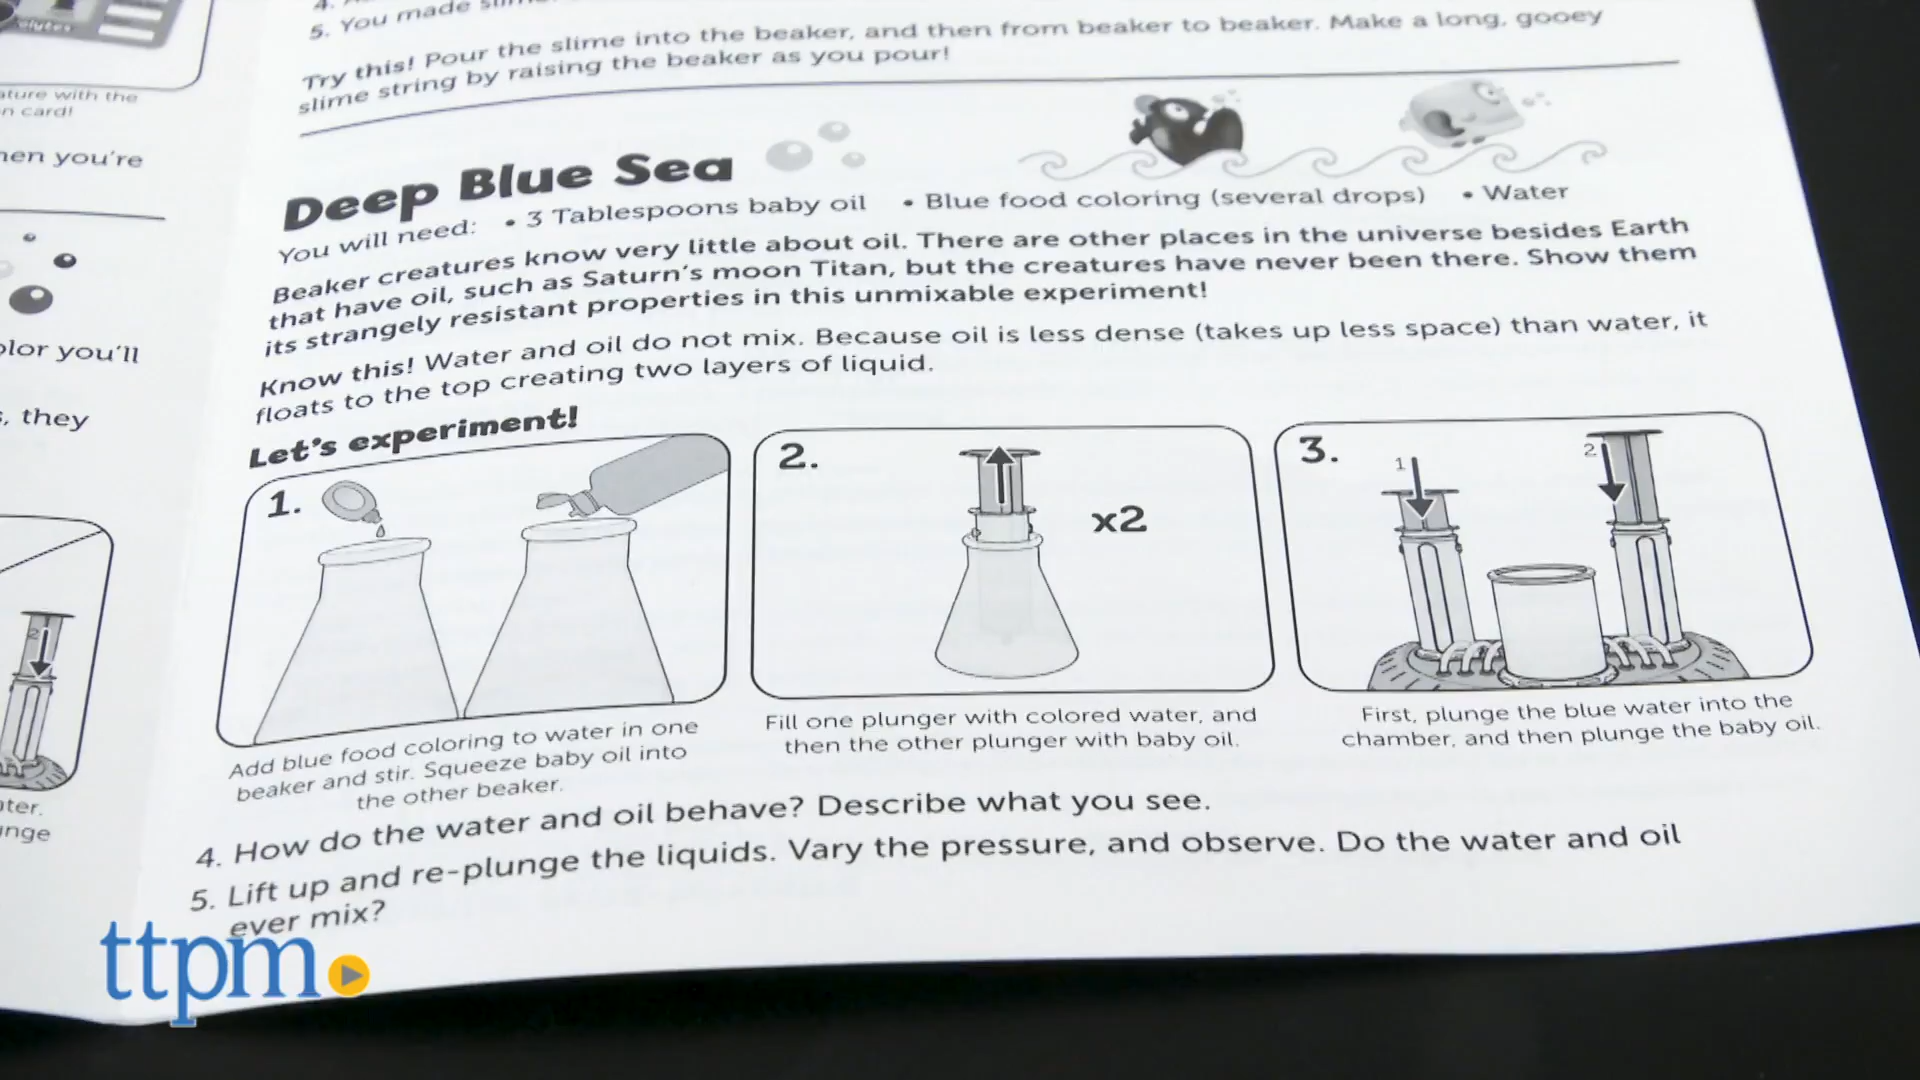 olutes
ature with the
n card!
hen you're
olor you'll
, they
2
ter.
unge
5. You made
Try this! Pour the slime into the beaker, and then from beaker to beaker. Make a long, gooey
slime string by raising the beaker as you pour!
Deep Blue Sea
You will need: • 3 Tablespoons baby oil • Blue food coloring (several drops) • Water
Beaker creatures know very little about oil. There are other places in the universe besides Earth
that have oil, such as Saturn's moon Titan, but the creatures have never been there. Show them
its strangely resistant properties in this unmixable experiment!
Know this! Water and oil do not mix. Because oil is less dense (takes up less space) than water, it
floats to the top creating two layers of liquid.
Let's experiment!
1.
Add blue food coloring to water in one
beaker and stir. Squeeze baby oil into
the other beaker.
2.
x2
Fill one plunger with colored water, and
then the other plunger with baby oil.
3.
1
2
First, plunge the blue water into the
chamber, and then plunge the baby oil.
4. How do the water and oil behave? Describe what you see.
5. Lift up and re-plunge the liquids. Vary the pressure, and observe. Do the water and oil
ever mix?
ttpm